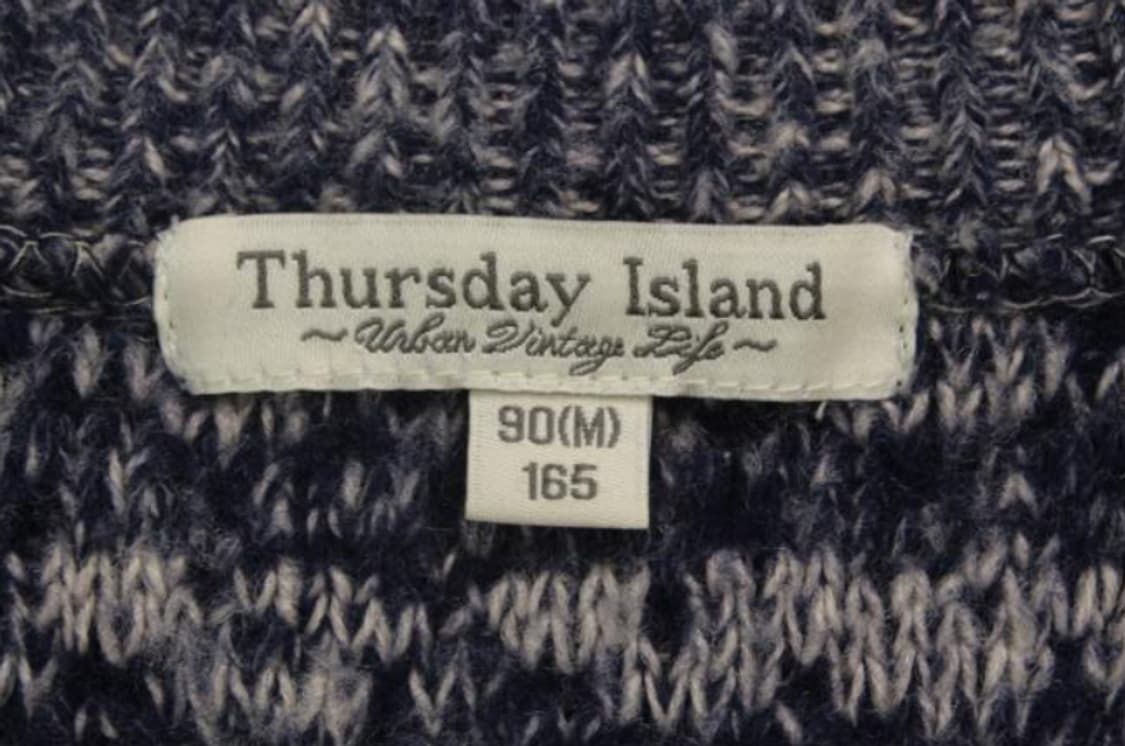 Thursday Island
~Urban Vintage Life~
90(M)
165